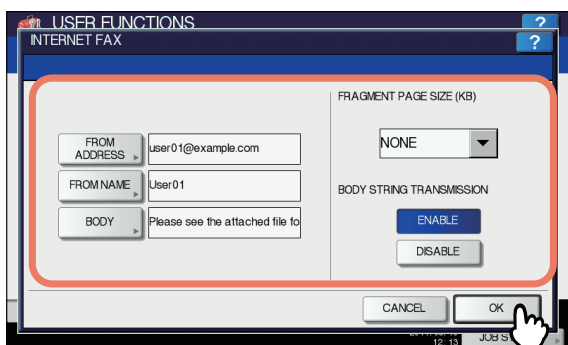 USER FUNCTIONS
?
INTERNET FAX
?
FROM
ADDRESS
user01@example.com
FROM NAME
User01
BODY
Please see the attached file fo
FRAGMENT PAGE SIZE (KB)
NONE
BODY STRING TRANSMISSION
ENABLE
DISABLE
CANCEL
OK
12:13
JOB S